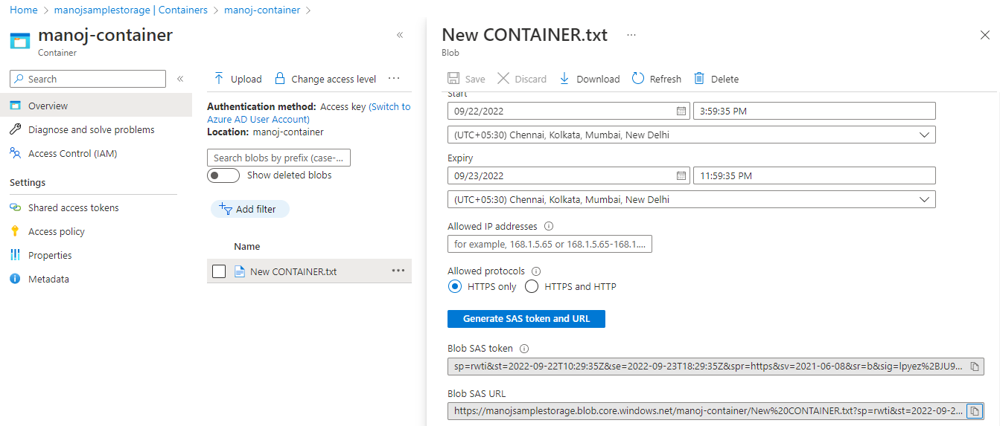 Home > manojsamplestorage | Containers > manoj-container >
manoj-container
Container
«
Search
«
Overview
Diagnose and solve problems
Access Control (IAM)
Settings
Shared access tokens
Access policy
Properties
Metadata
Upload Change access level ...
Authentication method: Access key (Switch to
Azure AD User Account)
Location: manoj-container
Search blobs by prefix (case-...
Show deleted blobs
Add filter
Name
New CONTAINER.txt ...
New CONTAINER.txt ...
Blob
Save Discard Download Refresh Delete
Start
09/22/2022 3:59:35 PM
(UTC+05:30) Chennai, Kolkata, Mumbai, New Delhi
Expiry
09/23/2022 11:59:35 PM
(UTC+05:30) Chennai, Kolkata, Mumbai, New Delhi
Allowed IP addresses
for example, 168.1.5.65 or 168.1.5.65-168.1....
Allowed protocols
HTTPS only HTTPS and HTTP
Generate SAS token and URL
Blob SAS token
sp=rwti&st=2022-09-22T10:29:35Z&se=2022-09-23T18:29:35Z&spr=https&sv=2021-06-08&sr=b&sig=lpyez%2BJU9...
Blob SAS URL
https://manojsamplestorage.blob.core.windows.net/manoj-container/New%20CONTAINER.txt?sp=rwti&st=2022-09-2...